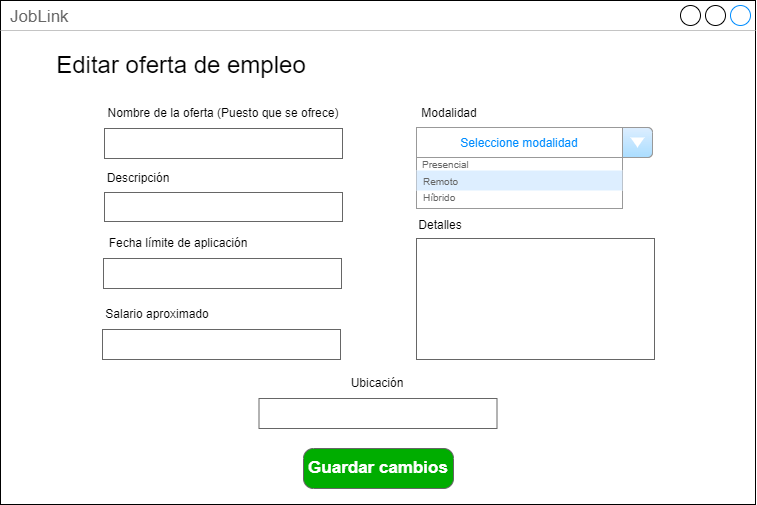 JobLink
Editar oferta de empleo
Nombre de la oferta (Puesto que se ofrece)
Descripción
Fecha límite de aplicación
Salario aproximado
Modalidad
Seleccione modalidad
Presencial
Remoto
Híbrido
Detalles
Ubicación
Guardar cambios